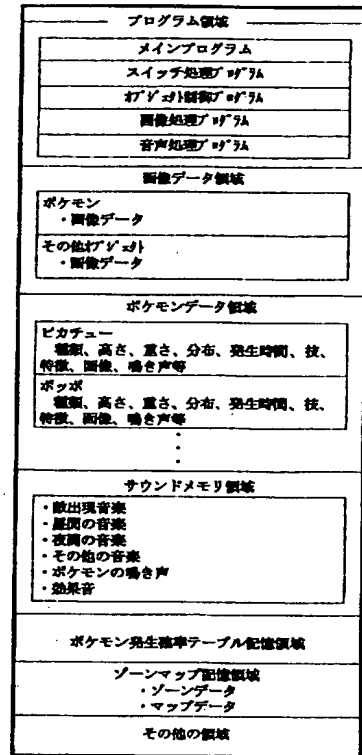 プログラム領域
メインプログラム
スイッチ処理プログラム
オブジェクト制御プログラム
画像処理プログラム
音声処理プログラム
画像データ領域
ポケモン
・画像データ
その他オブジェクト
・画像データ
ポケモンデータ領域
ピカチュー
種類、高さ、重さ、分布、発生時間、技、
特徴、画像、鳴き声等
ポッポ
種類、高さ、重さ、分布、発生時間、技、
特徴、画像、鳴き声等
サウンドメモリ領域
・敵出現音楽
・昼間の音楽
・夜間の音楽
・その他の音楽
・ポケモンの鳴き声
・効果音
ポケモン発生確率テーブル記憶領域
ゾーンマップ記憶領域
・ゾーンデータ
・マップデータ
その他の領域